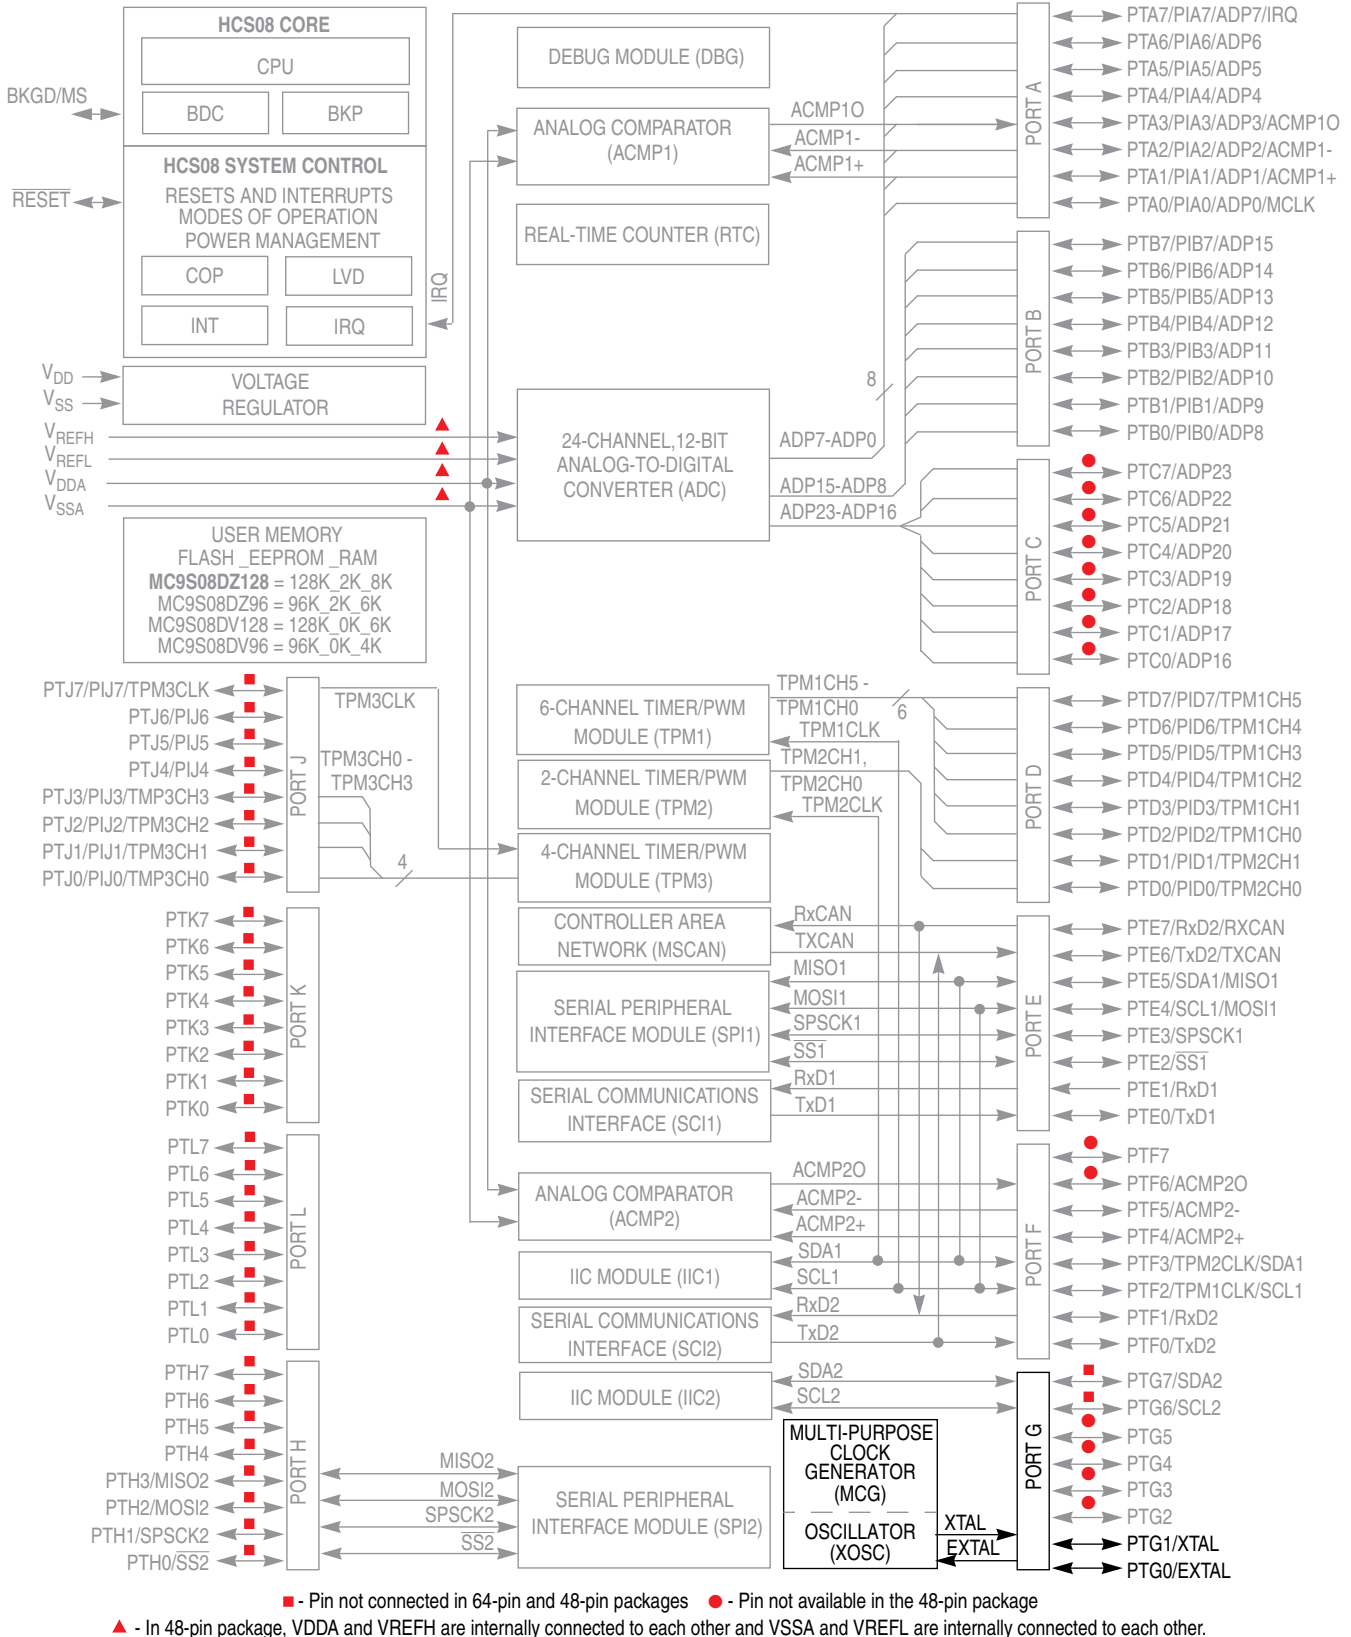 HCS08 CORE
CPU
BDC
BKP
BKGD/MS
HCS08 SYSTEM CONTROL
RESETS AND INTERRUPTS
MODES OF OPERATION
POWER MANAGEMENT
COP
LVD
INT
IRQ
RESET
IRQ
VOLTAGE
REGULATOR
VDD
VSS
VREFH
VREFL
VDDA
VSSA
USER MEMORY
FLASH _EEPROM _RAM
MC9S08DZ128 = 128K_2K_8K
MC9S08DZ96 = 96K_2K_6K
MC9S08DV128 = 128K_0K_6K
MC9S08DV96 = 96K_0K_4K
DEBUG MODULE (DBG)
ANALOG COMPARATOR
(ACMP1)
ACMP1O
ACMP1-
ACMP1+
REAL-TIME COUNTER (RTC)
24-CHANNEL,12-BIT
ANALOG-TO-DIGITAL
CONVERTER (ADC)
8
ADP7-ADP0
ADP15-ADP8
ADP23-ADP16
PORT A
PTA7/PIA7/ADP7/IRQ
PTA6/PIA6/ADP6
PTA5/PIA5/ADP5
PTA4/PIA4/ADP4
PTA3/PIA3/ADP3/ACMP1O
PTA2/PIA2/ADP2/ACMP1-
PTA1/PIA1/ADP1/ACMP1+
PTA0/PIA0/ADP0/MCLK
PORT B
PTB7/PIB7/ADP15
PTB6/PIB6/ADP14
PTB5/PIB5/ADP13
PTB4/PIB4/ADP12
PTB3/PIB3/ADP11
PTB2/PIB2/ADP10
PTB1/PIB1/ADP9
PTB0/PIB0/ADP8
PORT C
PTC7/ADP23
PTC6/ADP22
PTC5/ADP21
PTC4/ADP20
PTC3/ADP19
PTC2/ADP18
PTC1/ADP17
PTC0/ADP16
PTJ7/PIJ7/TPM3CLK
PTJ6/PIJ6
PTJ5/PIJ5
PTJ4/PIJ4
PTJ3/PIJ3/TMP3CH3
PTJ2/PIJ2/TPM3CH2
PTJ1/PIJ1/TPM3CH1
PTJ0/PIJ0/TMP3CH0
PORT J
TPM3CLK
TPM3CH0 -
TPM3CH3
4
6-CHANNEL TIMER/PWM
MODULE (TPM1)
TPM1CH5 -
TPM1CH0
6
TPM1CLK
2-CHANNEL TIMER/PWM
MODULE (TPM2)
TPM2CH1,
TPM2CH0
TPM2CLK
4-CHANNEL TIMER/PWM
MODULE (TPM3)
PORT D
PTD7/PID7/TPM1CH5
PTD6/PID6/TPM1CH4
PTD5/PID5/TPM1CH3
PTD4/PID4/TPM1CH2
PTD3/PID3/TPM1CH1
PTD2/PID2/TPM1CH0
PTD1/PID1/TPM2CH1
PTD0/PID0/TPM2CH0
PTK7
PTK6
PTK5
PTK4
PTK3
PTK2
PTK1
PTK0
PORT K
CONTROLLER AREA
NETWORK (MSCAN)
RxCAN
TXCAN
SERIAL PERIPHERAL
INTERFACE MODULE (SPI1)
MISO1
MOSI1
SPSCK1
SS1
SERIAL COMMUNICATIONS
INTERFACE (SCI1)
RxD1
TxD1
PORT E
PTE7/RxD2/RXCAN
PTE6/TxD2/TXCAN
PTE5/SDA1/MISO1
PTE4/SCL1/MOSI1
PTE3/SPSCK1
PTE2/SS1
PTE1/RxD1
PTE0/TxD1
PTL7
PTL6
PTL5
PTL4
PTL3
PTL2
PTL1
PTL0
PORT L
ANALOG COMPARATOR
(ACMP2)
ACMP2O
ACMP2-
ACMP2+
IIC MODULE (IIC1)
SDA1
SCL1
SERIAL COMMUNICATIONS
INTERFACE (SCI2)
RxD2
TxD2
PORT F
PTF7
PTF6/ACMP2O
PTF5/ACMP2-
PTF4/ACMP2+
PTF3/TPM2CLK/SDA1
PTF2/TPM1CLK/SCL1
PTF1/RxD2
PTF0/TxD2
PTH7
PTH6
PTH5
PTH4
PTH3/MISO2
PTH2/MOSI2
PTH1/SPSCK2
PTH0/SS2
PORT H
MISO2
MOSI2
SPSCK2
SS2
SERIAL PERIPHERAL
INTERFACE MODULE (SPI2)
IIC MODULE (IIC2)
SDA2
SCL2
MULTI-PURPOSE
CLOCK
GENERATOR
(MCG)
OSCILLATOR
(XOSC)
XTAL
EXTAL
PORT G
PTG7/SDA2
PTG6/SCL2
PTG5
PTG4
PTG3
PTG2
PTG1/XTAL
PTG0/EXTAL
- Pin not connected in 64-pin and 48-pin packages
- Pin not available in the 48-pin package
- In 48-pin package, VDDA and VREFH are internally connected to each other and VSSA and VREFL are internally connected to each other.